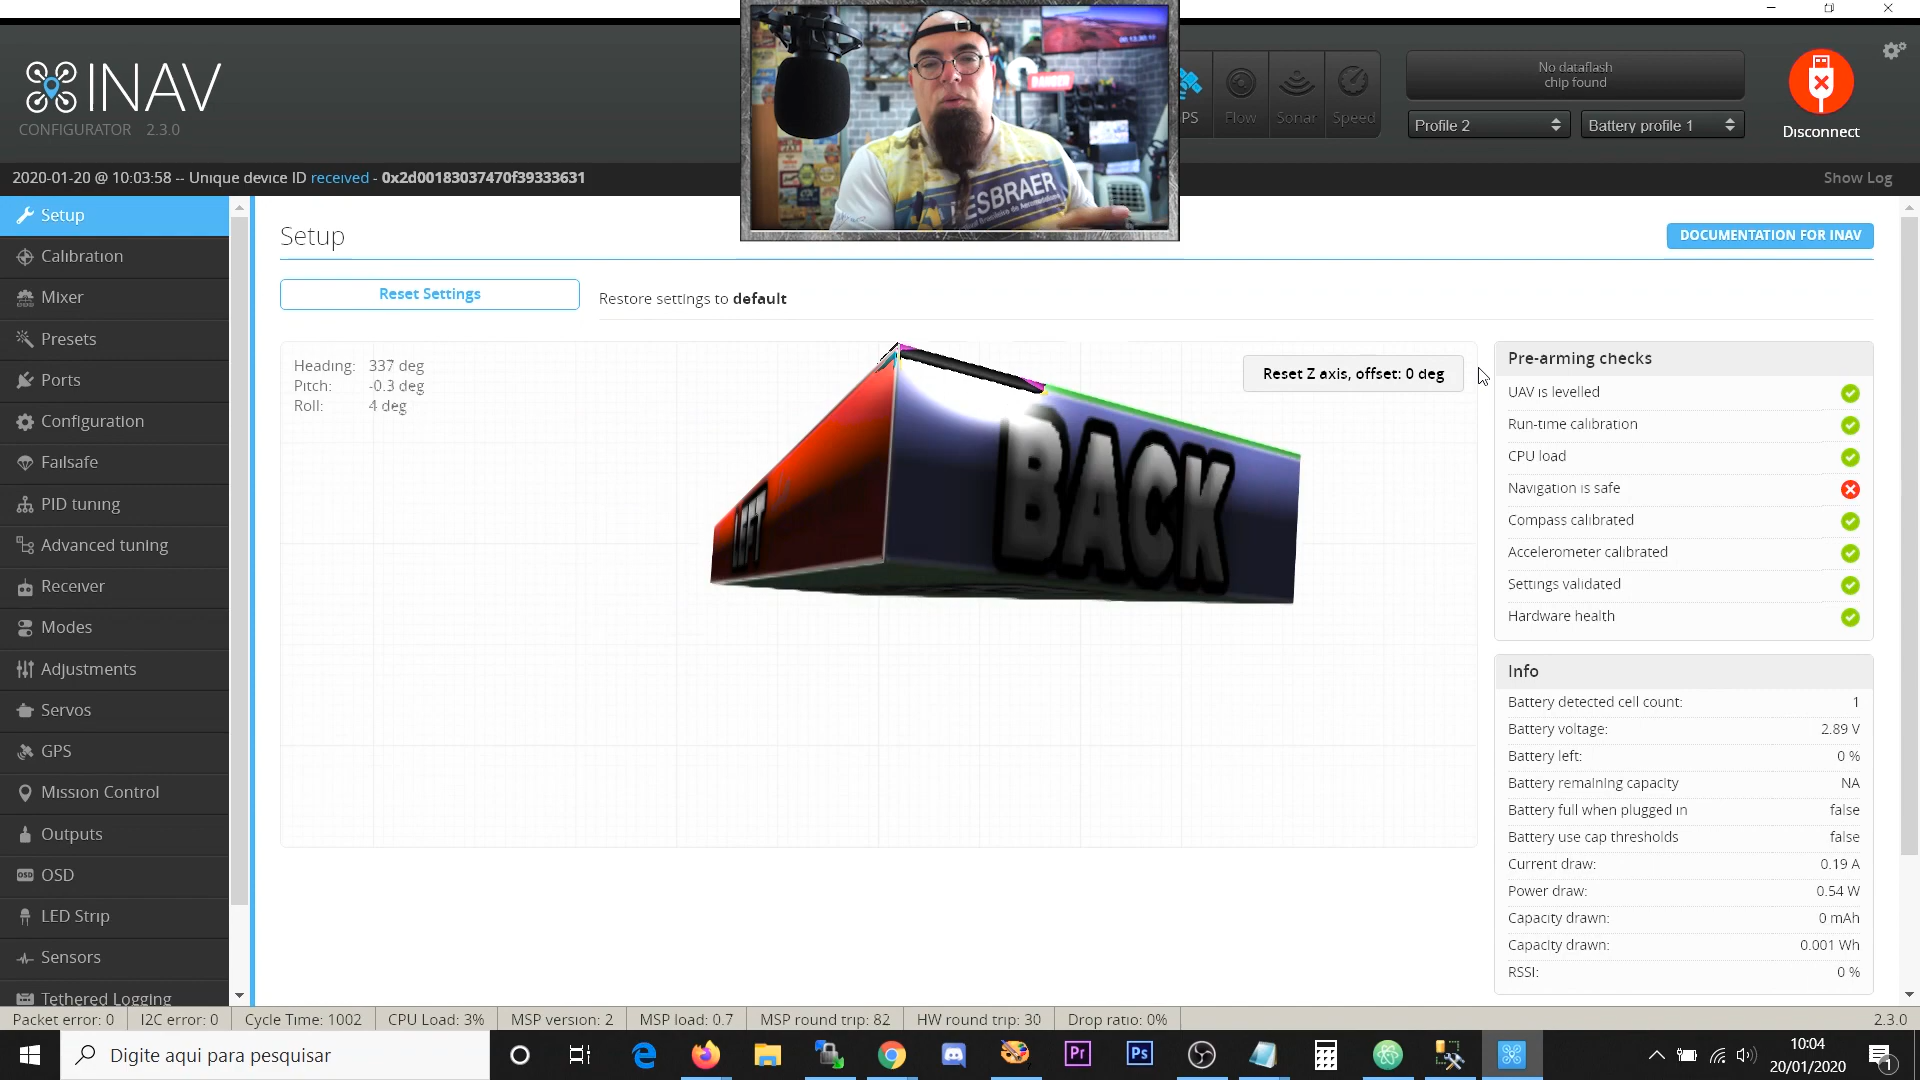 INAV
CONFIGURATOR 2.3.0
DANGER
ESBRAER
PS
Flow
Sonar
Speed
No dataflash
chip found
Profile 2
Battery profile 1
Disconnect
2020-01-20 @ 10:03:58 -- Unique device ID received - 0x2d00183037470f39333631
Show Log
Setup
Calibration
Mixer
Presets
Ports
Configuration
Failsafe
PID tuning
Advanced tuning
Receiver
Modes
Adjustments
Servos
GPS
Mission Control
Outputs
OSD
LED Strip
Sensors
Tethered Logging
Setup
DOCUMENTATION FOR INAV
Reset Settings
Restore settings to default
Heading: 337 deg
Pitch: -0.3 deg
Roll: 4 deg
Reset Z axis, offset: 0 deg
BACK
Pre-arming checks
UAV is levelled
Run-time calibration
CPU load
Navigation is safe
Compass calibrated
Accelerometer calibrated
Settings validated
Hardware health
Info
Battery detected cell count: 1
Battery voltage: 2.89 V
Battery left: 0 %
Battery remaining capacity NA
Battery full when plugged in false
Battery use cap thresholds false
Current draw: 0.19 A
Power draw: 0.54 W
Capacity drawn: 0 mAh
Capacity drawn: 0.001 Wh
RSSI: 0 %
Packet error: 0 I2C error: 0 Cycle Time: 1002 CPU Load: 3% MSP version: 2 MSP load: 0.7 MSP round trip: 82 HW round trip: 30 Drop ratio: 0% 2.3.0
Digite aqui para pesquisar
Pr
Ps
10:04
20/01/2020
1